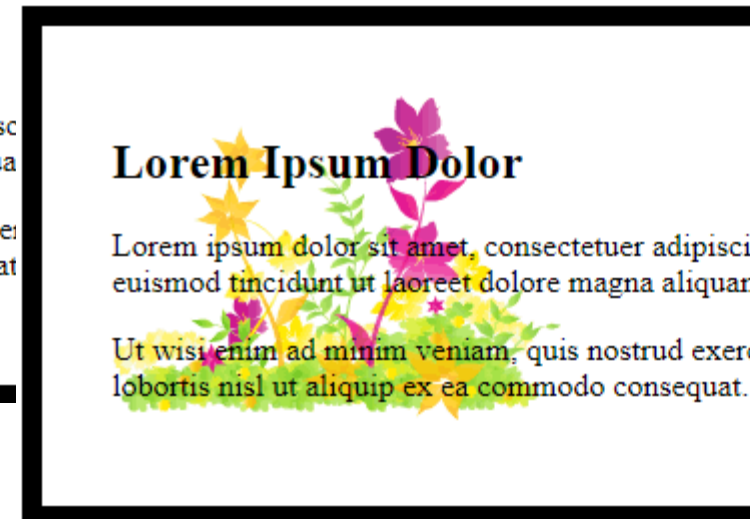 Lorem Ipsum Dolor
Lorem ipsum dolor sit amet, consectetuer adipisci
euismod tincidunt ut laoreet dolore magna aliquam
Ut wisi enim ad minim veniam, quis nostrud exerc
lobortis nisl ut aliquip ex ea commodo consequat.